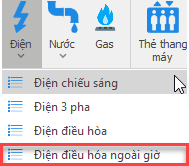 Điện
Nước
Gas
Thẻ thang
máy
Điện chiếu sáng
Điện 3 pha
Điện điều hòa
Điện điều hóa ngoài giờ